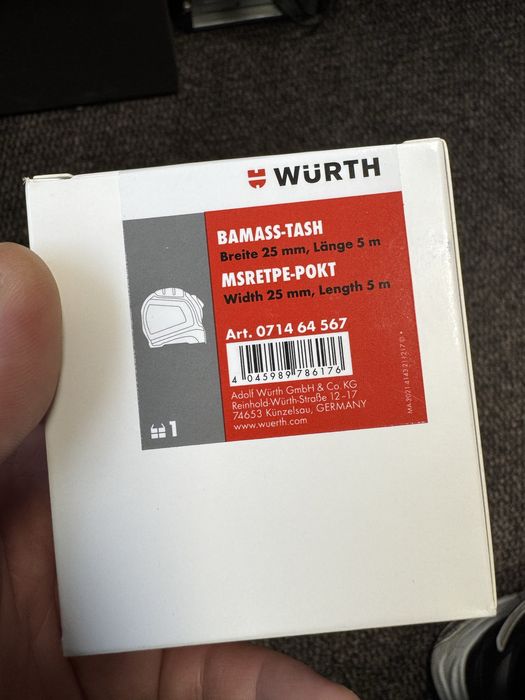 WÜRTH
BAMASS-TASH
Breite 25 mm, Länge 5 m
MSRETPE-POKT
Width 25 mm, Length 5 m
Art. 0714 64 567
4 045989 786176
Adolf Würth GmbH & Co. KG
Reinhold-Würth-Straße 12-17
74653 Künzelsau, GERMANY
www.wuerth.com
1